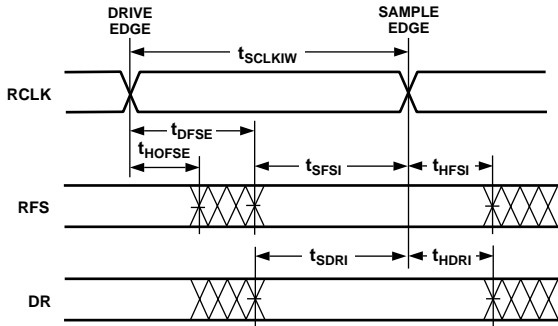 DRIVE
EDGE
SAMPLE
EDGE
tSCLKIW
RCLK
tDFSE
tHOFSE
tSFSI
tHFSI
RFS
tSDRI
tHDRI
DR